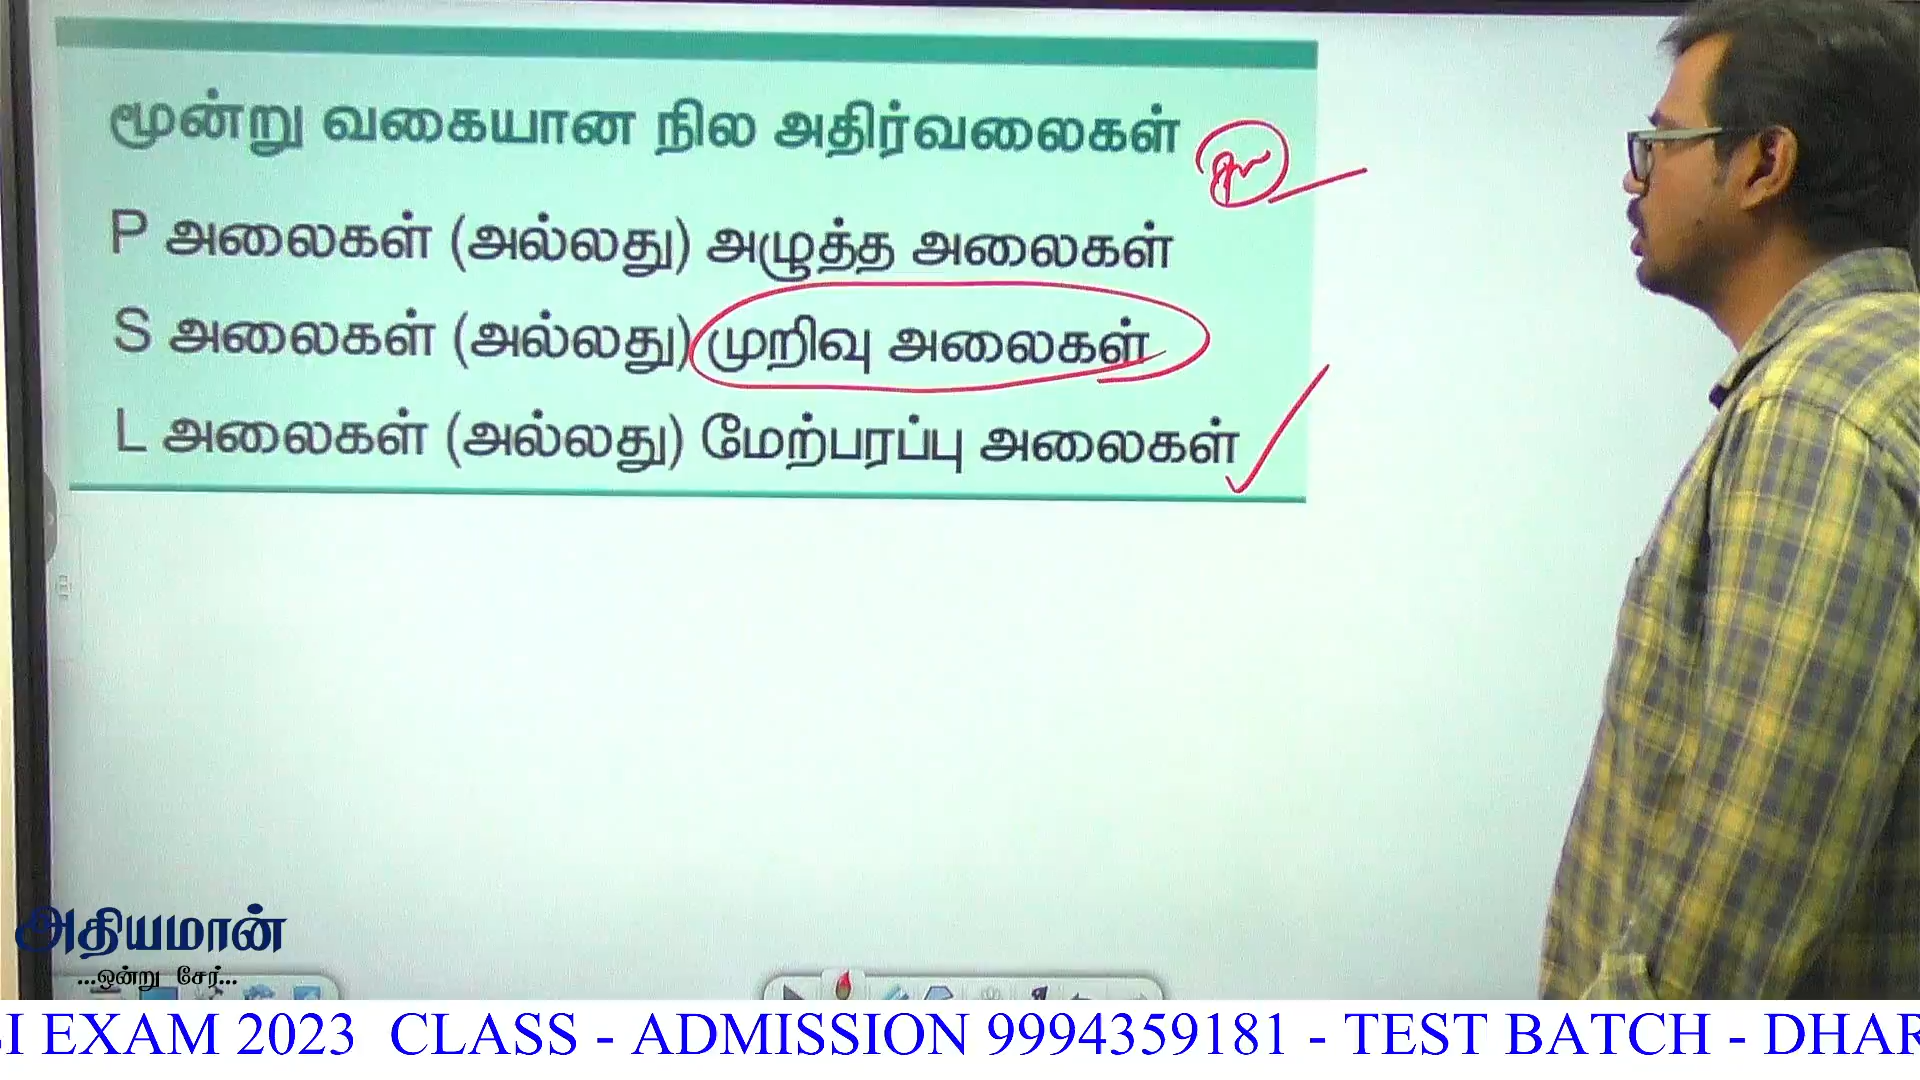 மூன்று வகையான நில அதிர்வலைகள்
P அலைகள் (அல்லது) அழுத்த அலைகள்
S அலைகள் (அல்லது) முறிவு அலைகள்
L அலைகள் (அல்லது) மேற்பரப்பு அலைகள்
அதியமான்
...ஒன்று சேர்...
SI EXAM 2023 CLASS - ADMISSION 9994359181 - TEST BATCH - DHAR